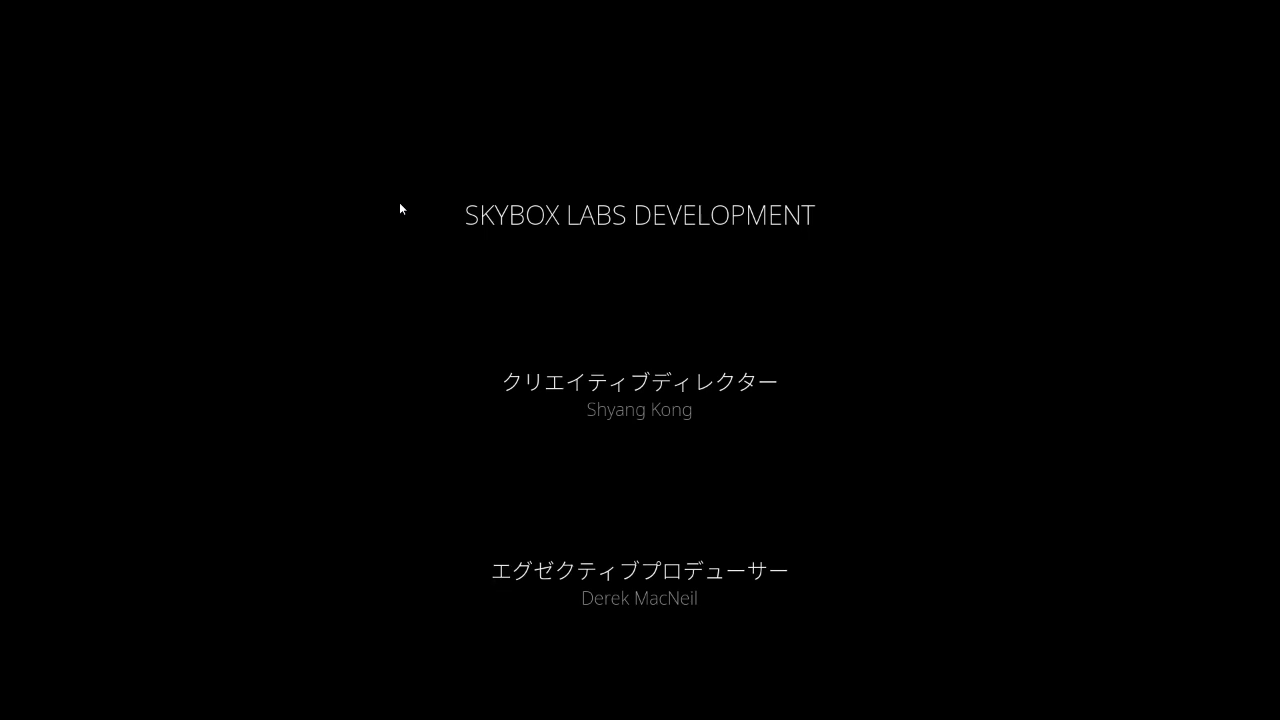 SKYBOX LABS DEVELOPMENT
クリエイティブディレクター
Shyang Kong
エグゼクティブプロデューサー
Derek MacNeil